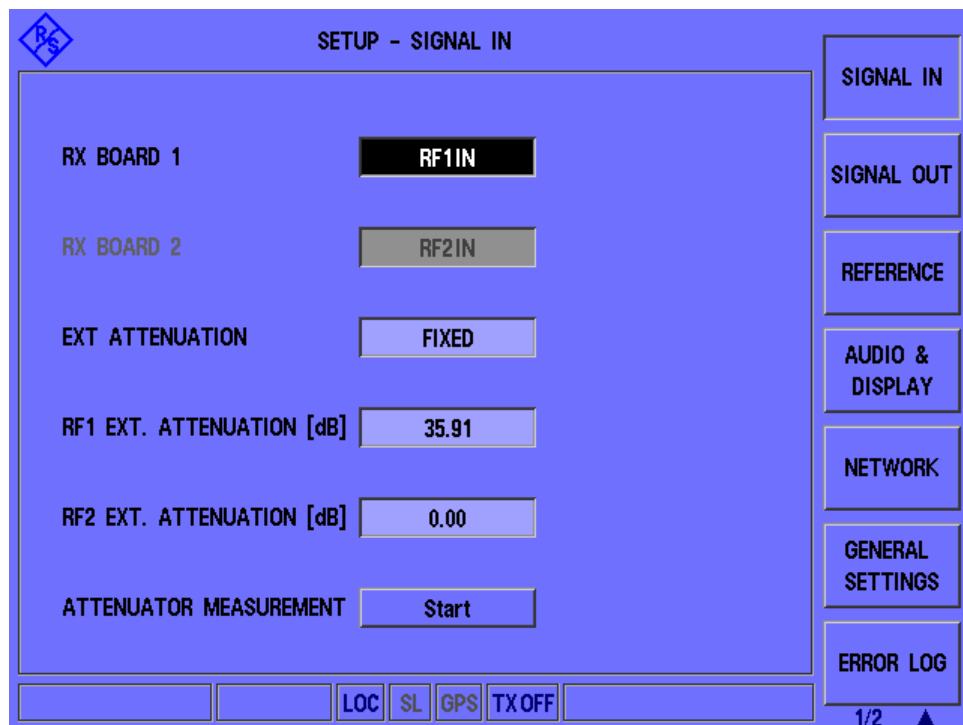 R/S
SETUP - SIGNAL IN
RX BOARD 1 RF1IN
RX BOARD 2 RF2IN
EXT ATTENUATION FIXED
RF1 EXT. ATTENUATION [dB] 35.91
RF2 EXT. ATTENUATION [dB] 0.00
ATTENUATOR MEASUREMENT Start
LOC SL GPS TX OFF
SIGNAL IN
SIGNAL OUT
REFERENCE
AUDIO &
DISPLAY
NETWORK
GENERAL
SETTINGS
ERROR LOG
1/2